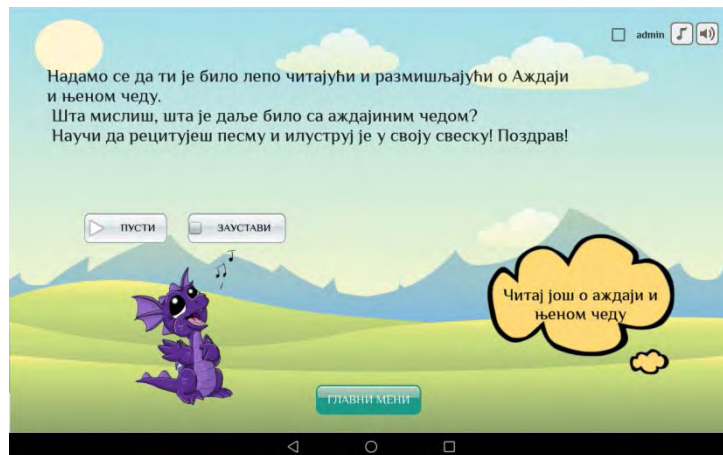 admin
Надамо се да ти је било лепо читајући и размишљајући о Аждаји
и њеном чеду.
Шта мислиш, шта је даље било са аждајиним чедом?
Научи да рецитујеш песму и илуструј је у своју свеску! Поздрав!
ПУСТИ
ЗАУСТАВИ
Читај још о аждаји и
њеном чеду
ГЛАВНИ МЕНИ